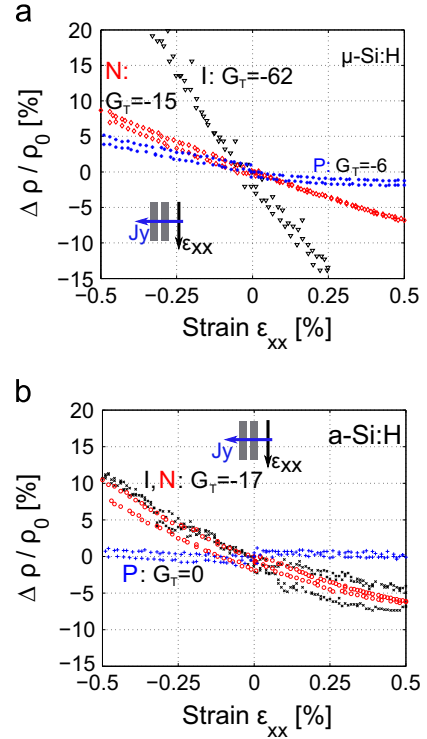 a
20
15
10
5
0
−5
−10
−15
Δ ρ / ρ0 [%]
N:
GT=−15
I: GT=−62
μ-Si:H
P: GT=−6
Jy
εxx
−0.5 −0.25 0 0.25 0.5
Strain εxx [%]
b
20
15
10
5
0
−5
−10
−15
Δ ρ / ρ0 [%]
Jy
εxx
a-Si:H
I,N: GT=−17
P: GT=0
−0.5 −0.25 0 0.25 0.5
Strain εxx [%]